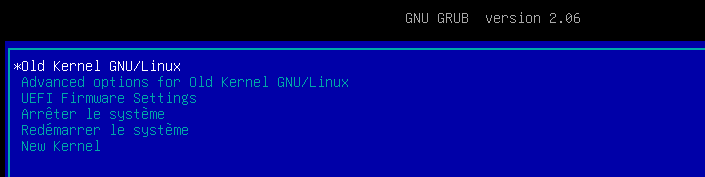 GNU GRUB version 2.06
*Old Kernel GNU/Linux
Advanced options for Old Kernel GNU/Linux
UEFI Firmware Settings
Arrêter le système
Redémarrer le système
New Kernel